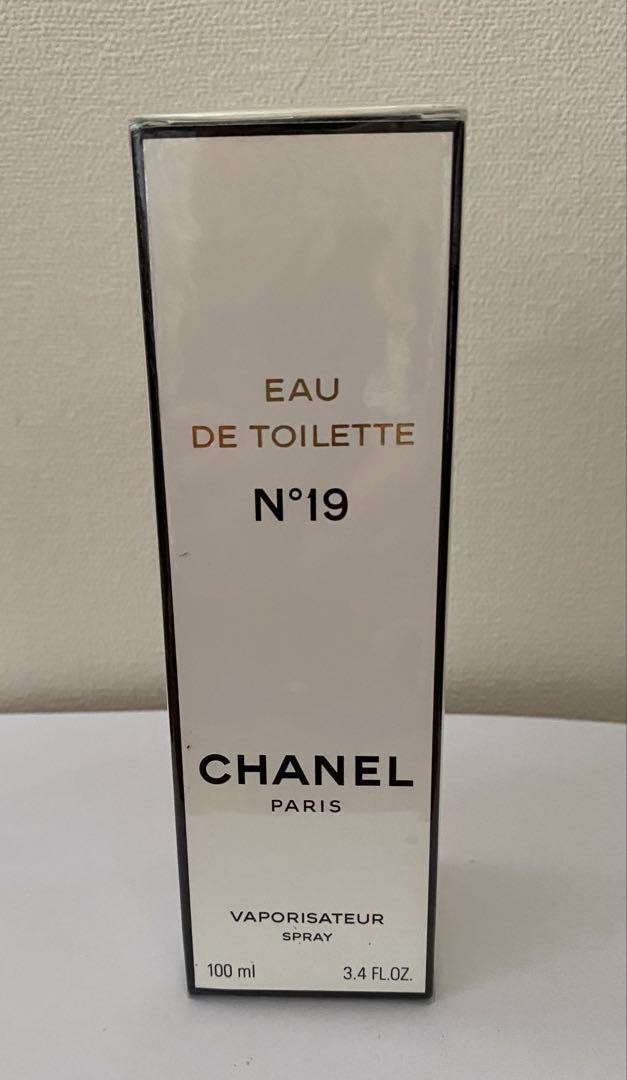 EAU
DE TOILETTE
N°19
CHANEL
PARIS
VAPORISATEUR
SPRAY
100 ml 3.4 FL.OZ.